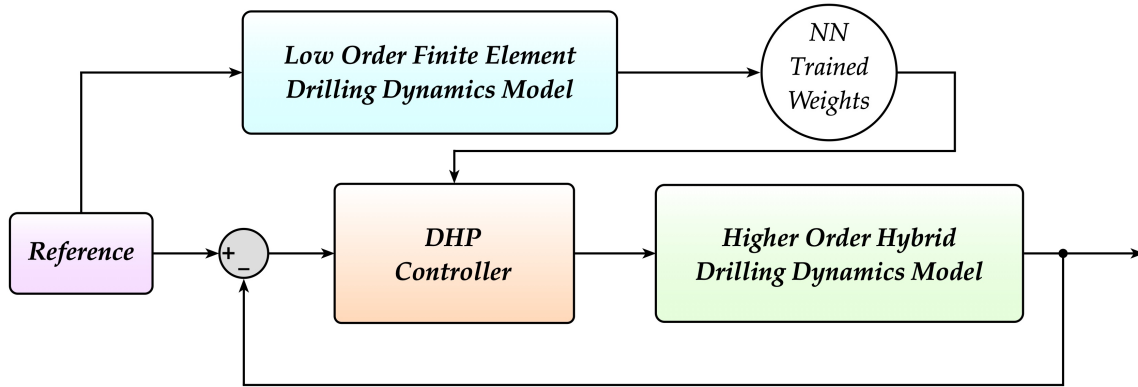 Low Order Finite Element
Drilling Dynamics Model
NN
Trained
Weights
Reference
+
−
DHP
Controller
Higher Order Hybrid
Drilling Dynamics Model